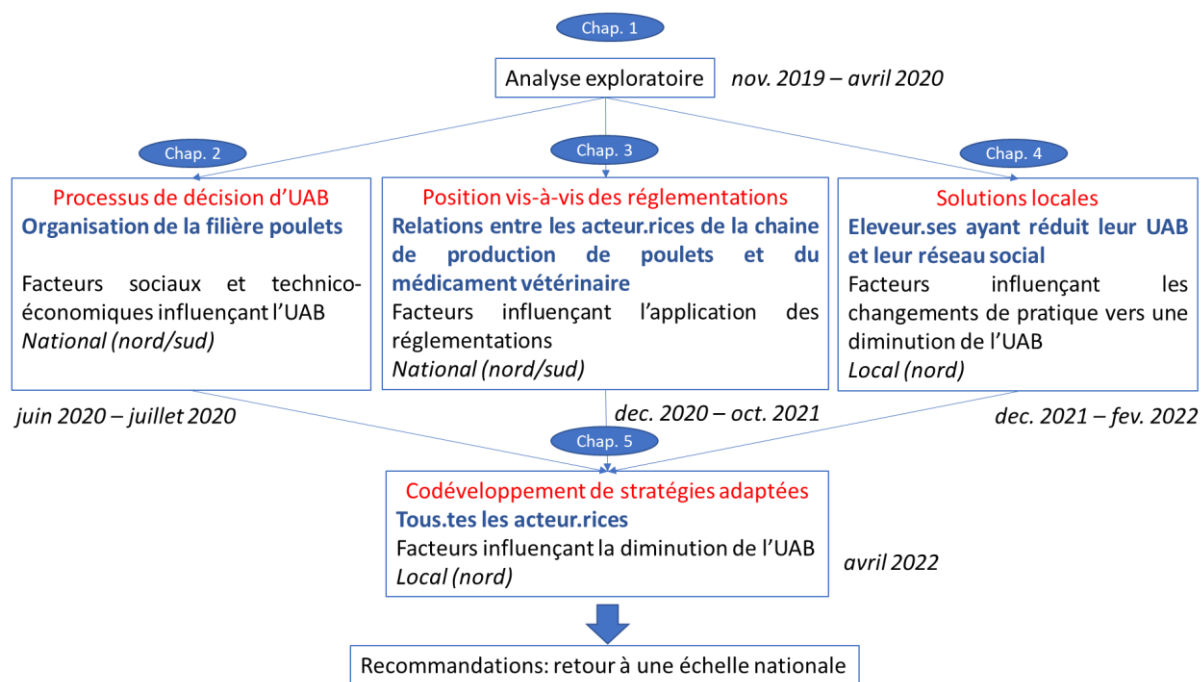 Chap. 1
Analyse exploratoire
nov. 2019 – avril 2020
Chap. 2
Processus de décision d'UAB
Organisation de la filière poulets
Facteurs sociaux et technico-
économiques influençant l'UAB
National (nord/sud)
juin 2020 – juillet 2020
Chap. 3
Position vis-à-vis des réglementations
Relations entre les acteur.rices de la chaine
de production de poulets et du
médicament vétérinaire
Facteurs influençant l'application des
réglementations
National (nord/sud)
dec. 2020 – oct. 2021
Chap. 4
Solutions locales
Eleveur.ses ayant réduit leur UAB
et leur réseau social
Facteurs influençant les
changements de pratique vers une
diminution de l'UAB
Local (nord)
dec. 2021 – fev. 2022
Chap. 5
Codéveloppement de stratégies adaptées
Tous.tes les acteur.rices
Facteurs influençant la diminution de l'UAB
Local (nord)
avril 2022
Recommandations: retour à une échelle nationale